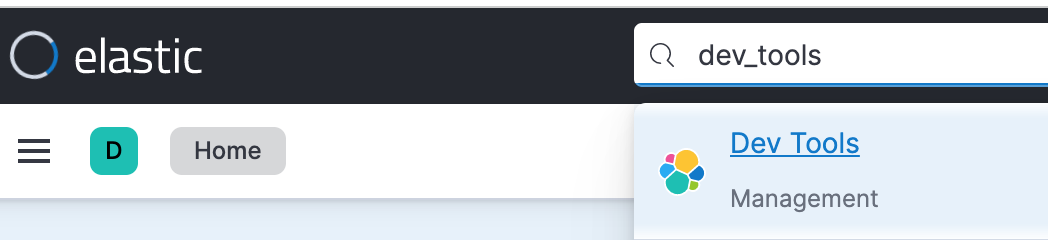 elastic
dev_tools
D
Home
Dev Tools
Management